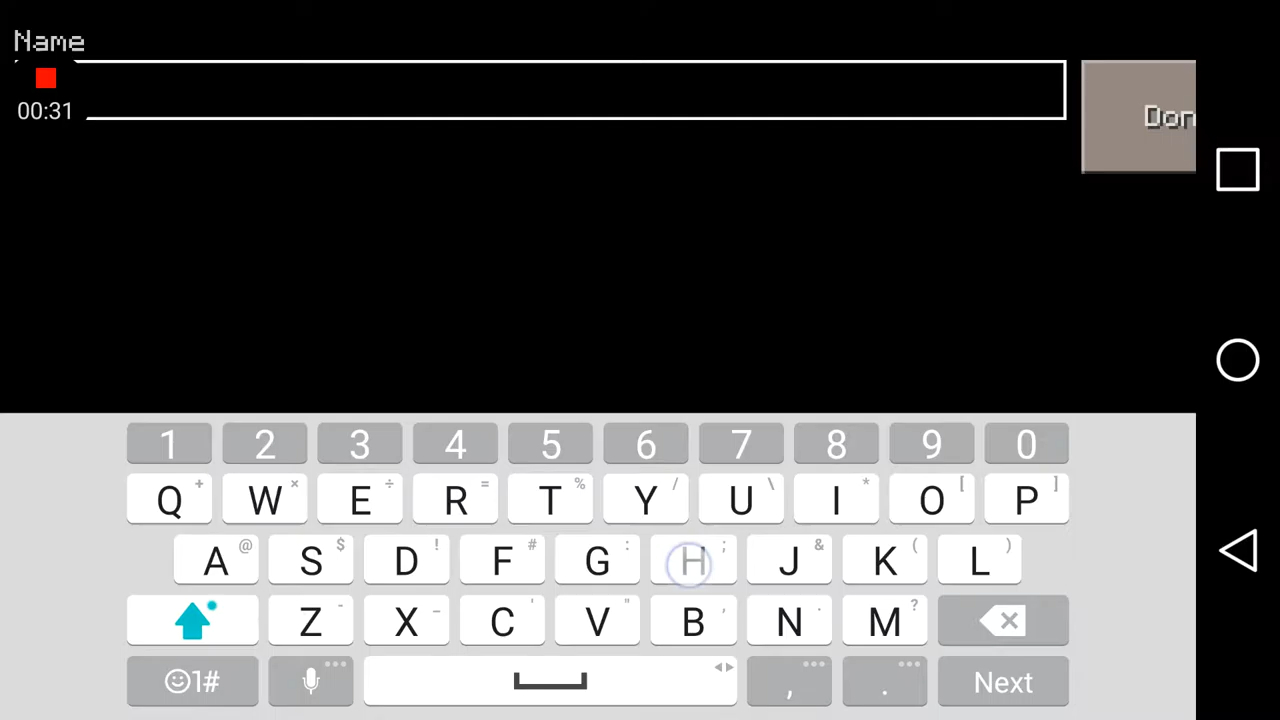 Name
00:31
Don
1 2 3 4 5 6 7 8 9 0
Q + W × E ÷ R = T % Y / U \ I * O [ P ]
A @ S $ D ! F # G : H ; J & K ( L )
Z - X _ C ' V " B , N . M ?
1# , . Next